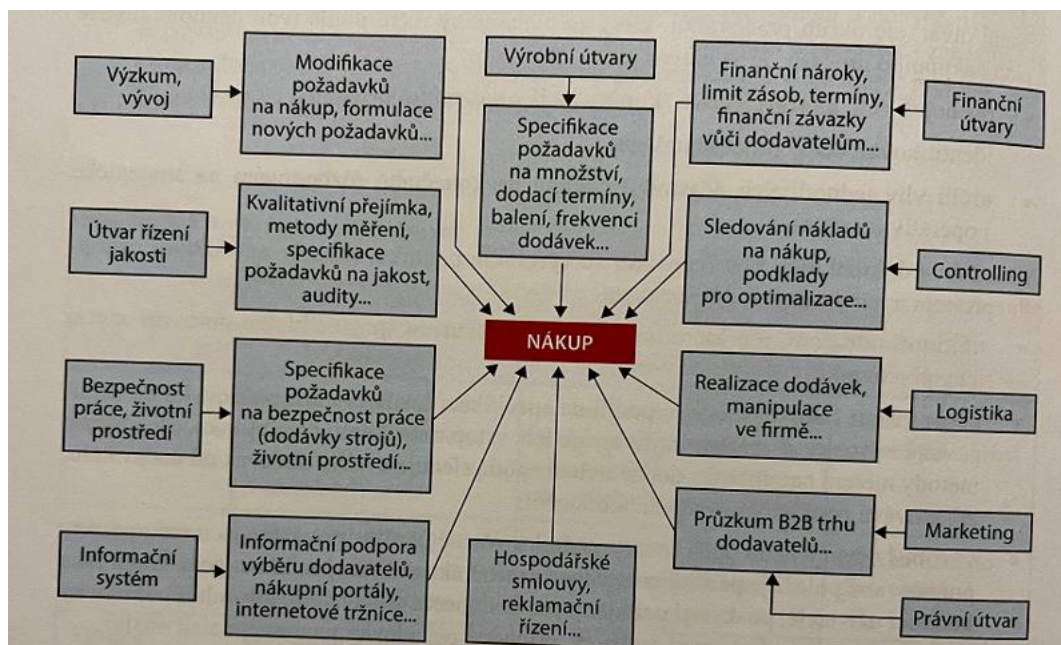 Výzkum,
vývoj
Modifikace
požadavků
na nákup, formulace
nových požadavků...
Výrobní útvary
Specifikace
požadavků
na množství,
dodací termíny,
balení, frekvenci
dodávek...
Finanční nároky,
limit zásob, termíny,
finanční závazky
vůči dodavatelům...
Finanční
útvary
Útvar řízení
jakosti
Kvalitativní přejímka,
metody měření,
specifikace
požadavků na jakost,
audity...
Sledování nákladů
na nákup,
podklady
pro optimalizace...
Controlling
NÁKUP
Bezpečnost
práce, životní
prostředí
Specifikace
požadavků
na bezpečnost práce
(dodávky strojů),
životní prostředí...
Realizace dodávek,
manipulace
ve firmě...
Logistika
Informační
systém
Informační podpora
výběru dodavatelů,
nákupní portály,
internetové tržnice...
Hospodářské
smlouvy,
reklamační
řízení...
Průzkum B2B trhu
dodavatelů...
Marketing
Právní útvar